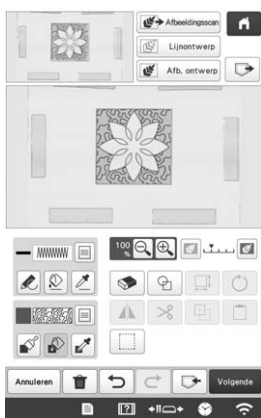 Afbeeldingsscan
Lijnontwerp
Afb. ontwerp
100
%
Annuleren
Volgende